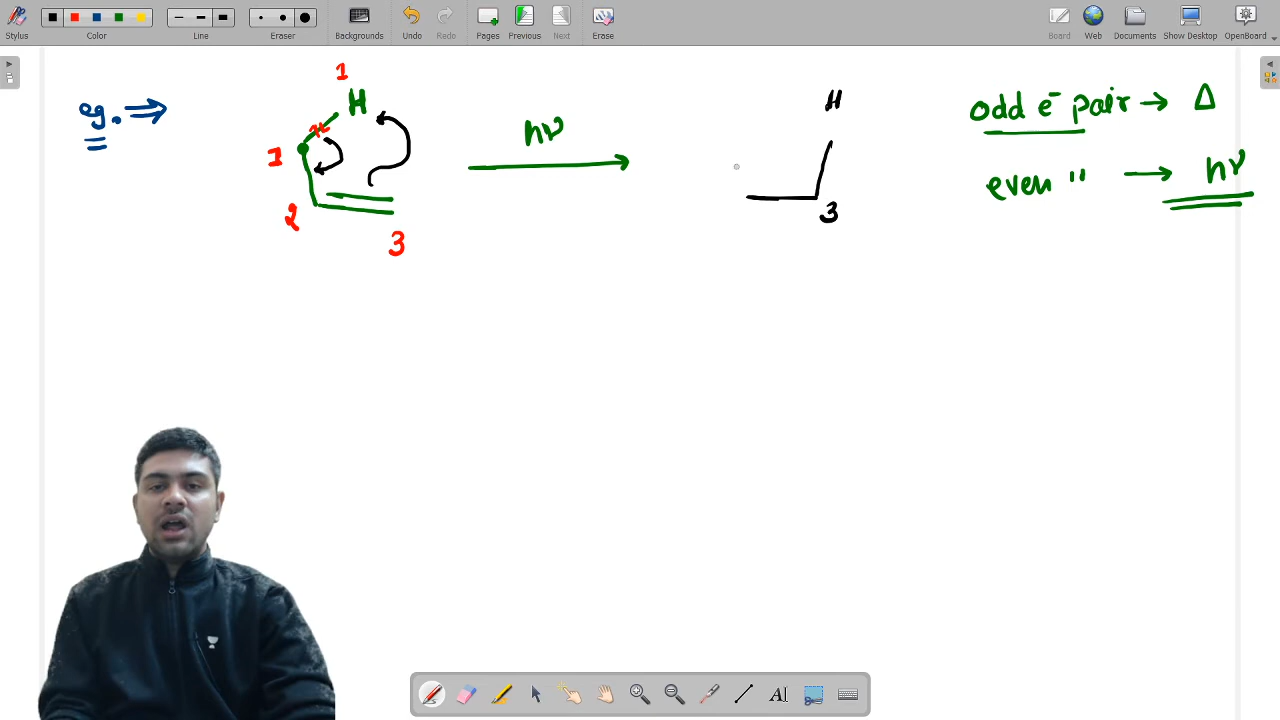 Stylus
Color
Line
Eraser
Backgrounds
Undo
Redo
Pages
Previous
Next
Erase
Board
Web
Documents
Show Desktop
OpenBoard
eg. ⇒
1
H
1
2
3
hν
H
3
odd e⁻ pair → Δ
even " → hν
AI